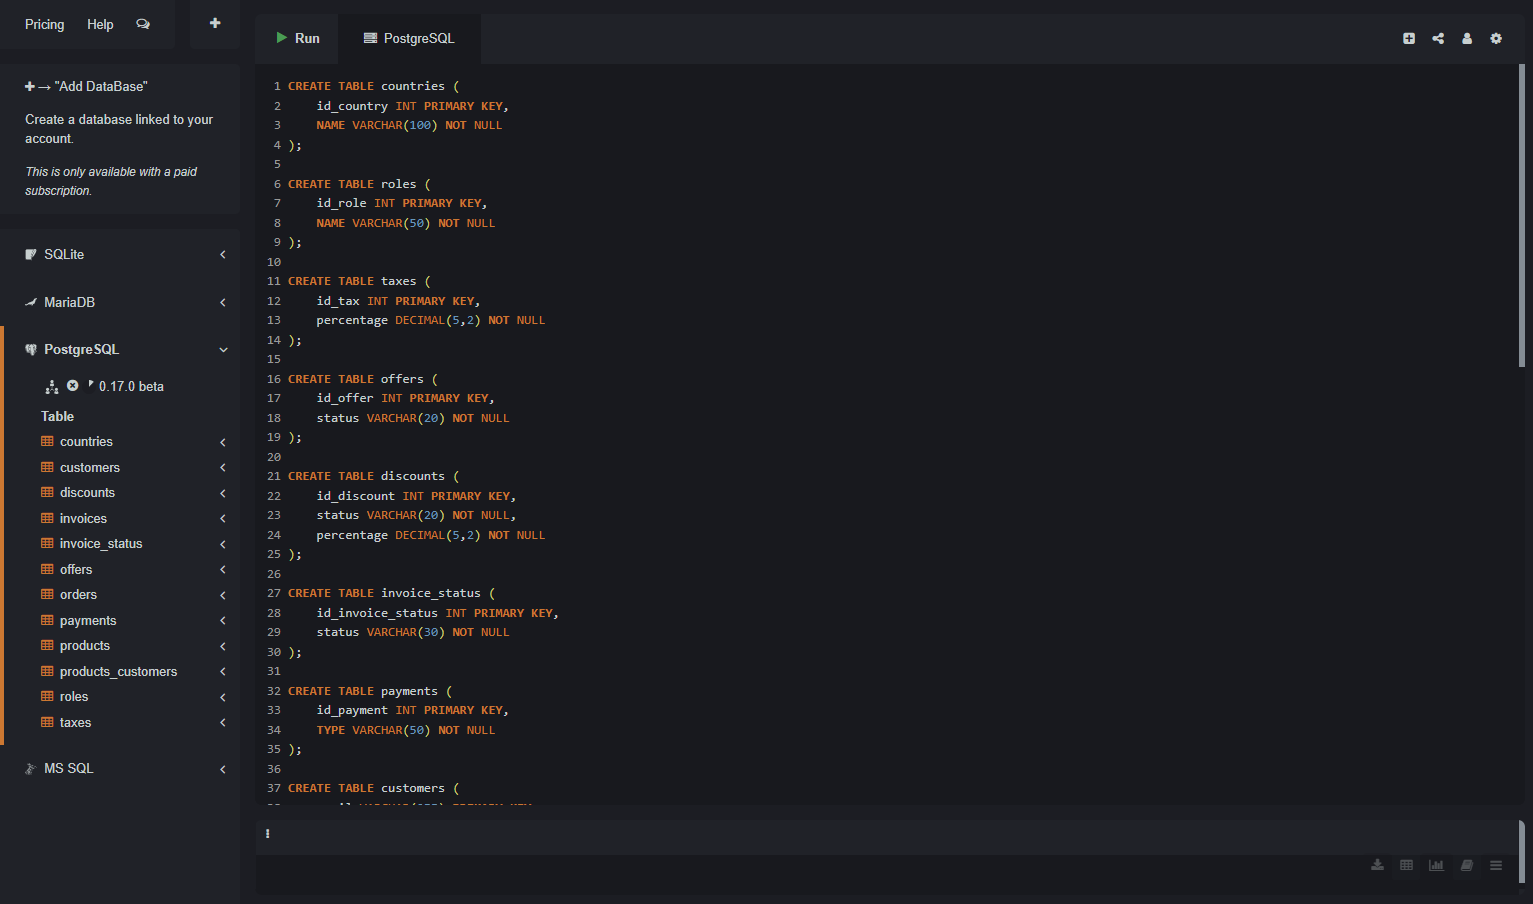 Pricing Help
Run PostgreSQL
"Add DataBase"
Create a database linked to your
account.
This is only available with a paid
subscription.
SQLite
MariaDB
PostgreSQL
0.17.0 beta
Table
countries
customers
discounts
invoices
invoice_status
offers
orders
payments
products
products_customers
roles
taxes
MS SQL
1 CREATE TABLE countries (
2 id_country INT PRIMARY KEY,
3 NAME VARCHAR(100) NOT NULL
4 );
5
6 CREATE TABLE roles (
7 id_role INT PRIMARY KEY,
8 NAME VARCHAR(50) NOT NULL
9 );
10
11 CREATE TABLE taxes (
12 id_tax INT PRIMARY KEY,
13 percentage DECIMAL(5,2) NOT NULL
14 );
15
16 CREATE TABLE offers (
17 id_offer INT PRIMARY KEY,
18 status VARCHAR(20) NOT NULL
19 );
20
21 CREATE TABLE discounts (
22 id_discount INT PRIMARY KEY,
23 status VARCHAR(20) NOT NULL,
24 percentage DECIMAL(5,2) NOT NULL
25 );
26
27 CREATE TABLE invoice_status (
28 id_invoice_status INT PRIMARY KEY,
29 status VARCHAR(30) NOT NULL
30 );
31
32 CREATE TABLE payments (
33 id_payment INT PRIMARY KEY,
34 TYPE VARCHAR(50) NOT NULL
35 );
36
37 CREATE TABLE customers (